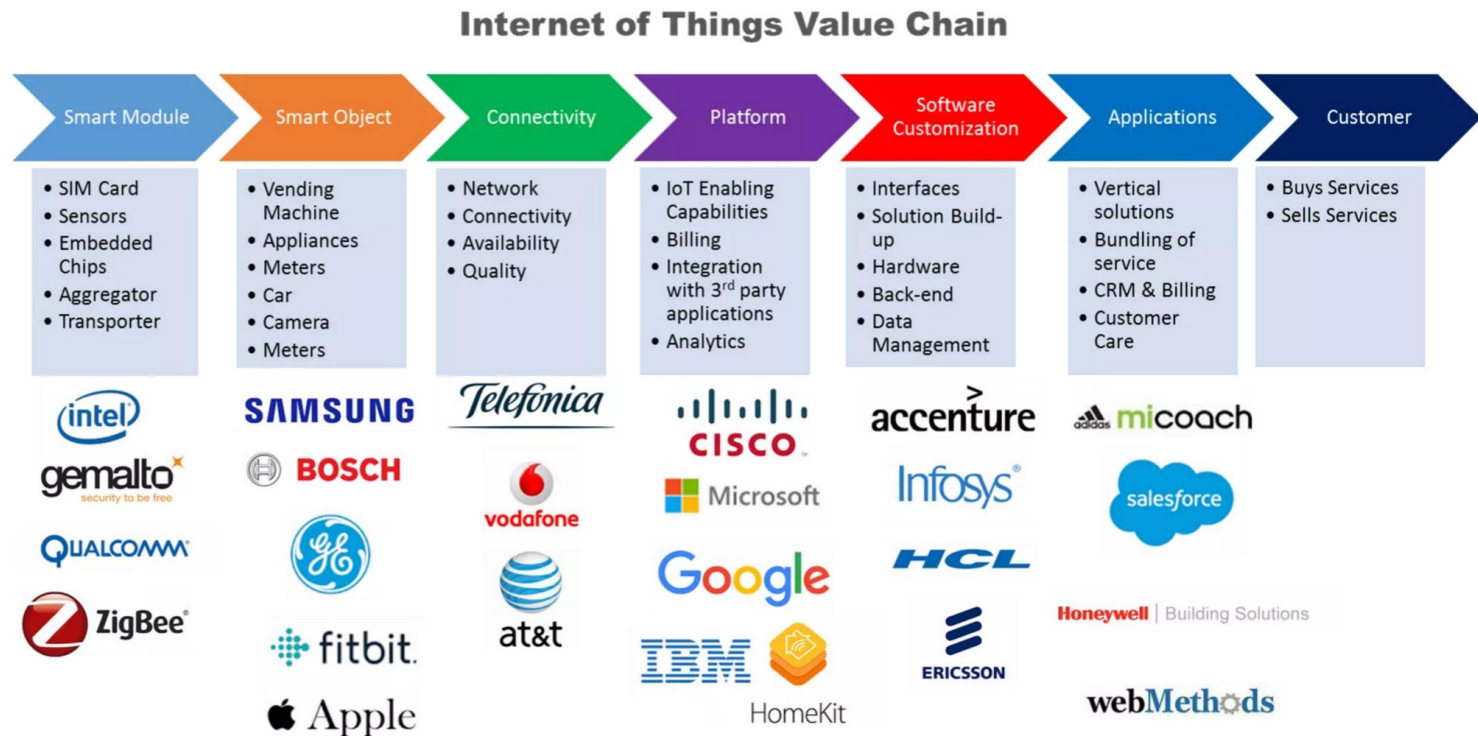 Internet of Things Value Chain
Smart Module
Smart Object
Connectivity
Platform
Software
Customization
Applications
Customer
• SIM Card
• Sensors
• Embedded
Chips
• Aggregator
• Transporter
• Vending
Machine
• Appliances
• Meters
• Car
• Camera
• Meters
• Network
• Connectivity
• Availability
• Quality
• IoT Enabling
Capabilities
• Billing
• Integration
with 3rd party
applications
• Analytics
• Interfaces
• Solution Build-
up
• Hardware
• Back-end
• Data
Management
• Vertical
solutions
• Bundling of
service
• CRM & Billing
• Customer
Care
• Buys Services
• Sells Services
intel
gemalto
security to be free
QUALCOMM®
ZigBee®
SAMSUNG
BOSCH
GE
fitbit.
Apple
Telefónica
vodafone
at&t
CISCO™
Microsoft
Google
IBM
HomeKit
accenture
Infosys®
HCL
ERICSSON
adidas micoach
salesforce
Honeywell | Building Solutions
webMethods